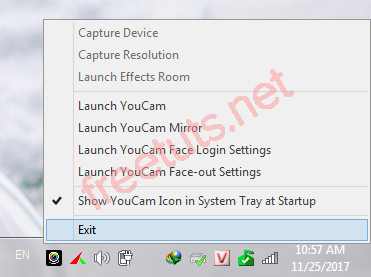 Capture Device
Capture Resolution
Launch Effects Room
Launch YouCam
Launch YouCam Mirror
Launch YouCam Face Login Settings
Launch YouCam Face-out Settings
Show YouCam Icon in System Tray at Startup
Exit
freetuts.net
EN
V
10:57 AM
11/25/2017